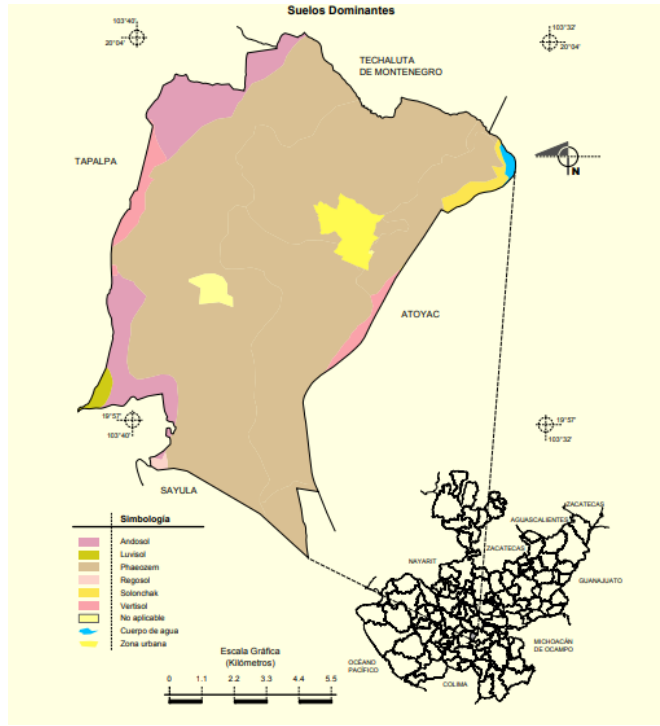 Suelos Dominantes
103°40'
20°04'
103°32'
20°04'
TECHALUTA
DE MONTENEGRO
TAPALPA
N
ATOYAC
19°57'
103°40'
19°57'
103°32'
SAYULA
Simbología
Andosol
Luvisol
Phaeozem
Regosol
Solonchak
Vertisol
No aplicable
Cuerpo de agua
Zona urbana
Escala Gráfica
(Kilómetros)
0 1.1 2.2 3.3 4.4 5.5
ZACATECAS
AGUASCALIENTES
ZACATECAS
NAYARIT
GUANAJUATO
MICHOACÁN
DE OCAMPO
OCÉANO
PACÍFICO
COLIMA